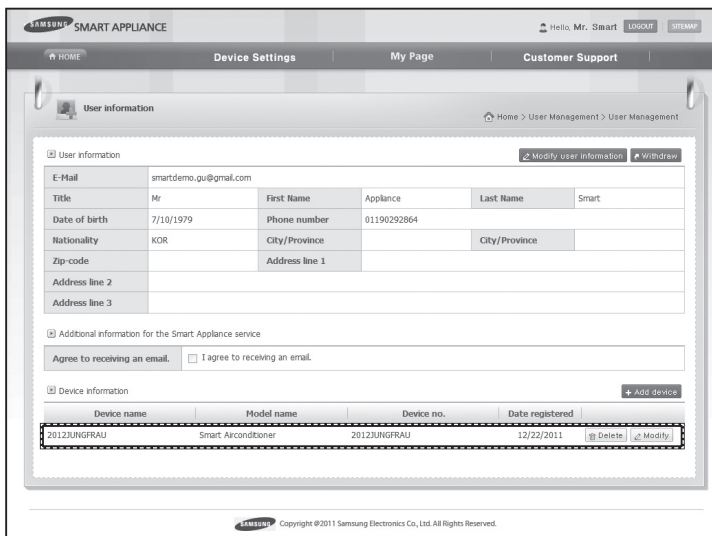 SAMSUNG SMART APPLIANCE
Hello, Mr. Smart LOGOUT SITEMAP
HOME Device Settings My Page Customer Support
User information
Home > User Management > User Management
User information Modify user information Withdraw
E-Mail smartdemo.gu@gmail.com
Title Mr First Name Appliance Last Name Smart
Date of birth 7/10/1979 Phone number 01190292864
Nationality KOR City/Province City/Province
Zip-code Address line 1
Address line 2
Address line 3
Additional information for the Smart Appliance service
Agree to receiving an email. I agree to receiving an email.
Device information + Add device
Device name Model name Device no. Date registered
2012JUNGFRAU Smart Airconditioner 2012JUNGFRAU 12/22/2011 Delete Modify
SAMSUNG Copyright @2011 Samsung Electronics Co., Ltd. All Rights Reserved.